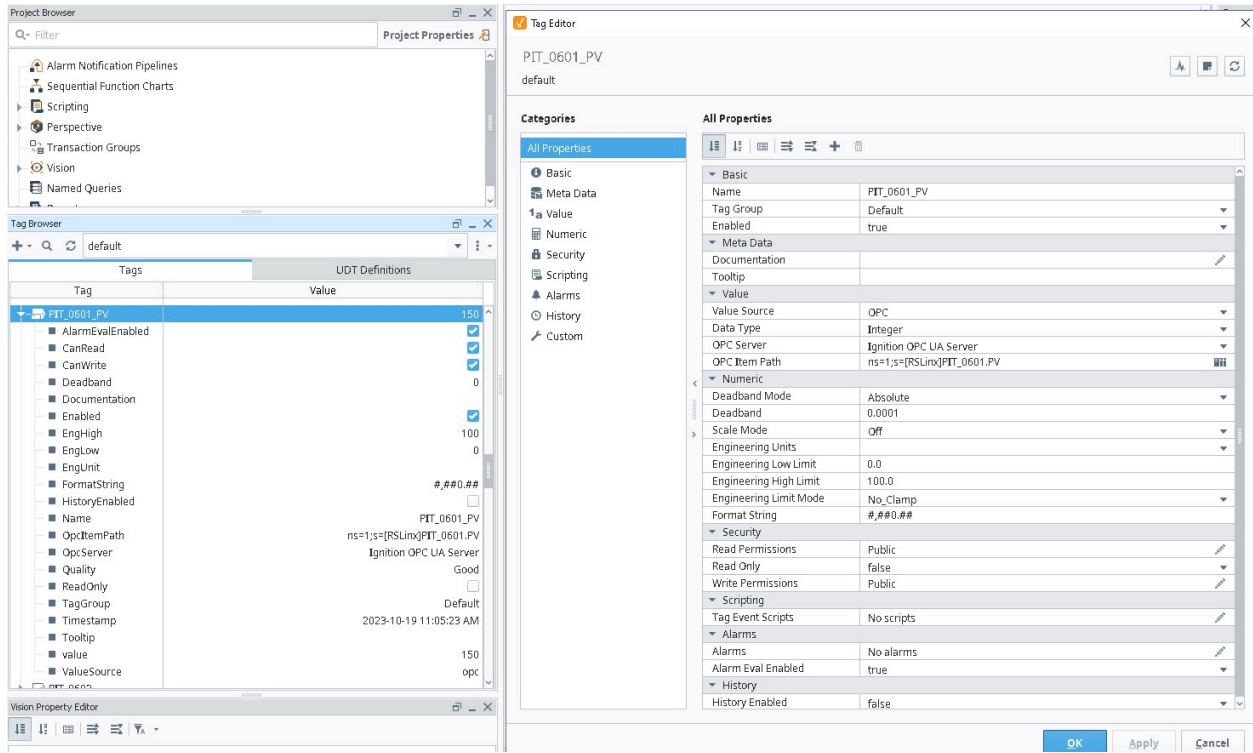 Project Browser
Filter
Project Properties
Alarm Notification Pipelines
Sequential Function Charts
Scripting
Perspective
Transaction Groups
Vision
Named Queries
Tag Browser
default
Tags UDT Definitions
Tag Value
PIT_0601_PV 150
AlarmEvalEnabled
CanRead
CanWrite
Deadband 0
Documentation
Enabled
EngHigh 100
EngLow 0
EngUnit
FormatString #,##0.##
HistoryEnabled
Name PIT_0601_PV
OpcItemPath ns=1;s=[RSLinx]PIT_0601.PV
OpcServer Ignition OPC UA Server
Quality Good
ReadOnly
TagGroup Default
Timestamp 2023-10-19 11:05:23 AM
Tooltip
value 150
ValueSource opc
Vision Property Editor
Tag Editor
PIT_0601_PV
default
Categories
All Properties
Basic
Meta Data
Value
Numeric
Security
Scripting
Alarms
History
Custom
All Properties
Basic
Name PIT_0601_PV
Tag Group Default
Enabled true
Meta Data
Documentation
Tooltip
Value
Value Source OPC
Data Type Integer
OPC Server Ignition OPC UA Server
OPC Item Path ns=1;s=[RSLinx]PIT_0601.PV
Numeric
Deadband Mode Absolute
Deadband 0.0001
Scale Mode Off
Engineering Units
Engineering Low Limit 0.0
Engineering High Limit 100.0
Engineering Limit Mode No_Clamp
Format String #,##0.##
Security
Read Permissions Public
Read Only false
Write Permissions Public
Scripting
Tag Event Scripts No scripts
Alarms
Alarms No alarms
Alarm Eval Enabled true
History
History Enabled false
OK Apply Cancel